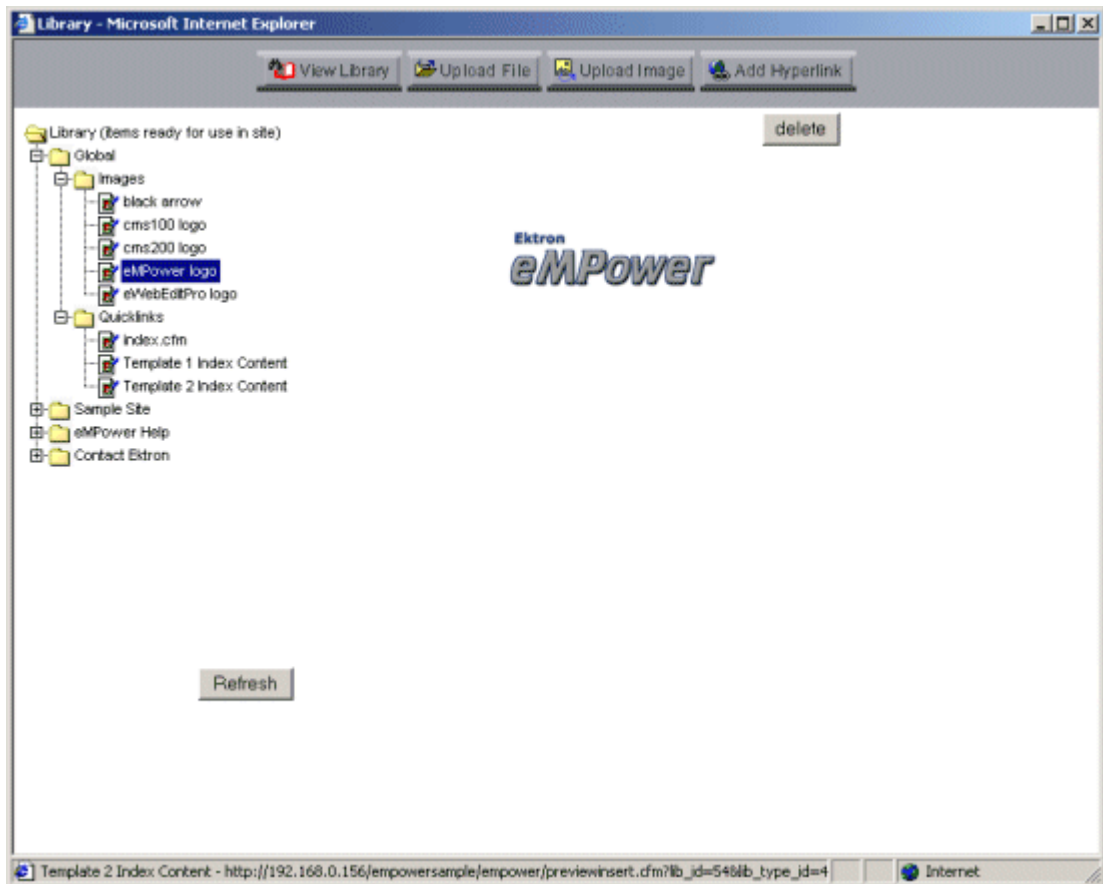 Library - Microsoft Internet Explorer
View Library Upload File Upload Image Add Hyperlink
delete
Library (items ready for use in site)
Global
Images
black arrow
cms100 logo
cms200 logo
eMPower logo
eWebEditPro logo
Quicklinks
index.cfm
Template 1 Index Content
Template 2 Index Content
Sample Site
eMPower Help
Contact Ektron
Ektron
eMPower
Refresh
Template 2 Index Content - http://192.168.0.156/empowersample/empower/previewinsert.cfm?lib_id=54&lib_type_id=4 Internet